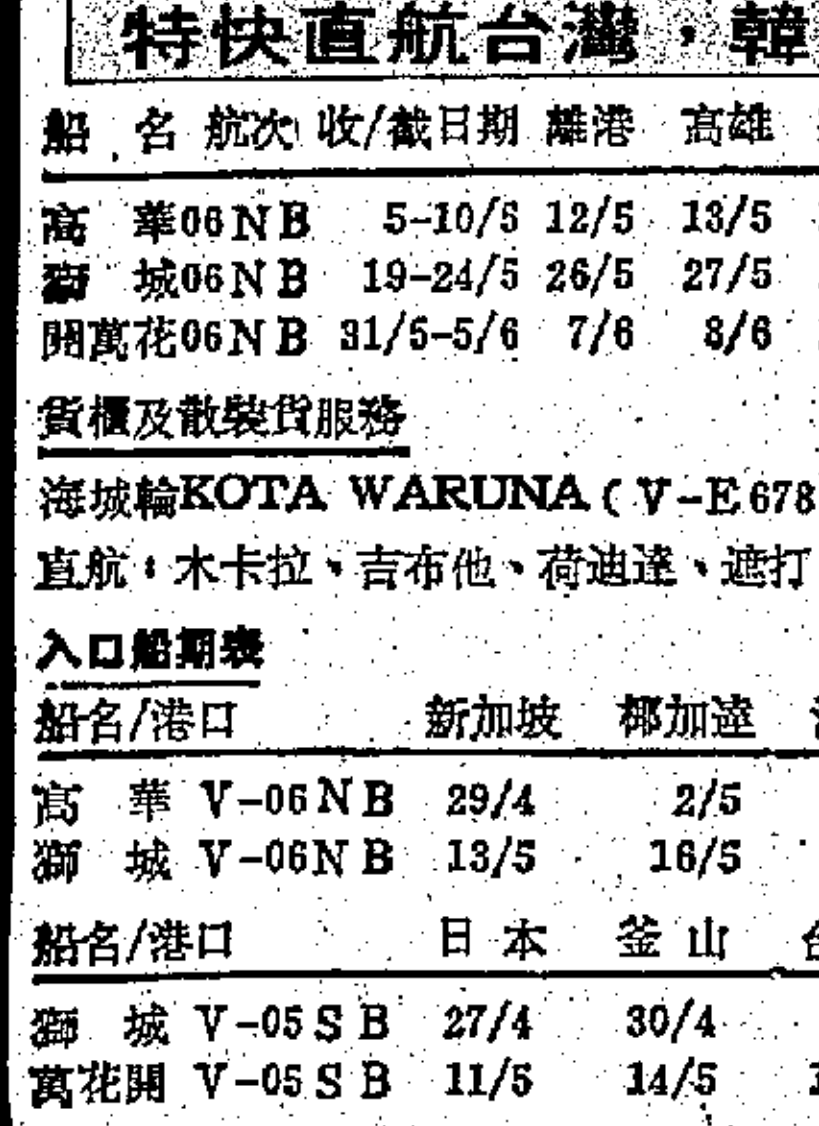 特快直航台灣，韓
船　名 航次 收/截日期 離港 高雄
高　華06NB 5-10/5 12/5 13/5
獅　城06NB 19-24/5 26/5 27/5
開萬花06NB 31/5-5/6 7/6 8/6
貨櫃及散裝貨服務
海城輪KOTA WARUNA (V-E678
直航：木卡拉、吉布他、荷迪達、遮打
入口船期表
船名/港口 新加坡 椰加達
高　華 V-06NB 29/4 2/5
獅　城 V-06NB 13/5 16/5
船名/港口 日本 釜山
獅　城 V-05SB 27/4 30/4
萬花開 V-05SB 11/5 14/5